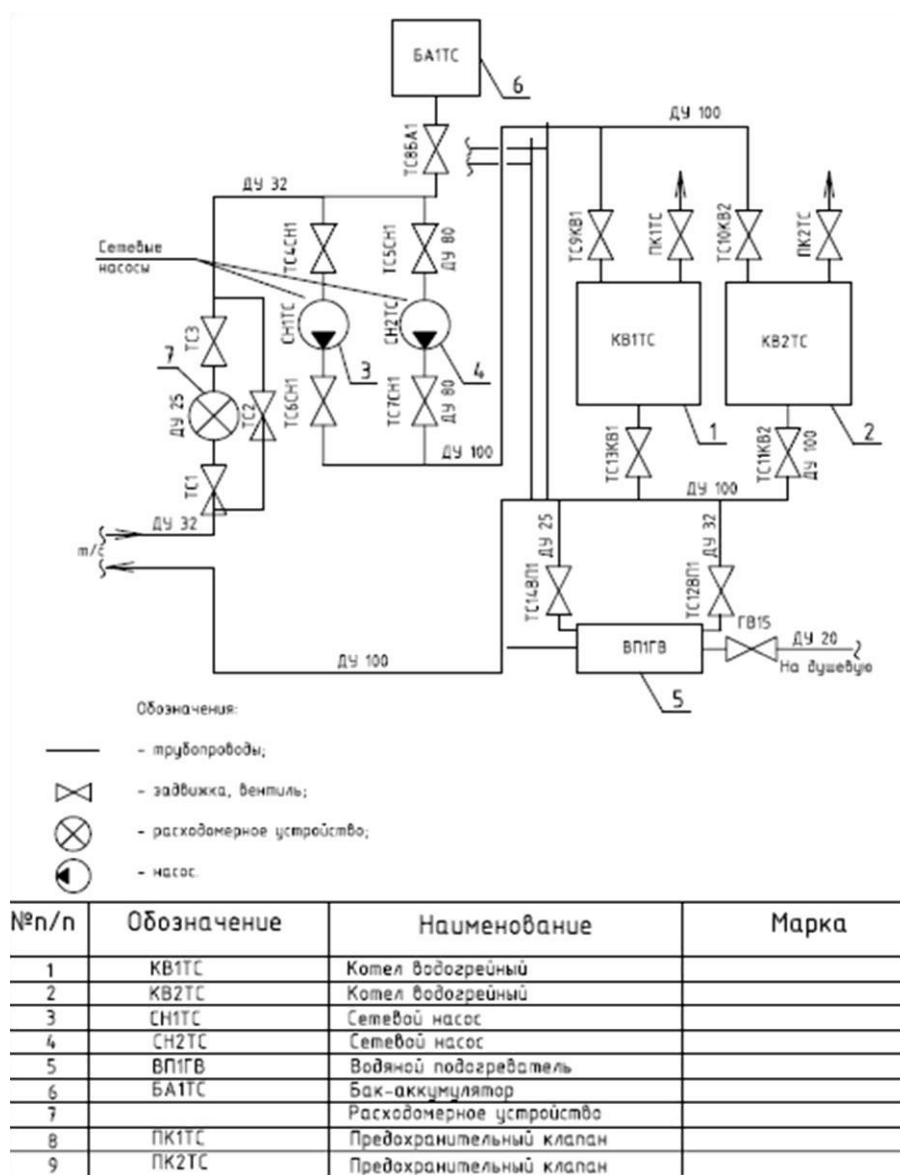 БА1ТС
6
ТС8БА1
ДУ 100
ДУ 32
Сетевые
насосы
ТС4СН1
ТС5СН1
ДУ 80
ТС9КВ1
ПК1ТС
ТС10КВ2
ПК2ТС
СН1ТС
СН2ТС
КВ1ТС
КВ2ТС
ТС3
7
3
4
ДУ 25
ТС2
ТС6СН1
ТС7СН1
ДУ 80
1
2
ТС1
ДУ 100
ТС13КВ1
ТС11КВ2
ДУ 100
ДУ 32
ДУ 100
т/с
ДУ 25
ДУ 32
ТС14ВП1
ТС12ВП1
ГВ15
ДУ 20
На душевую
ВП1ГВ
ДУ 100
5
Обозначения:
- трубопроводы;
- задвижка, вентиль;
- расходомерное устройство;
- насос.
№п/п Обозначение Наименование Марка
1 КВ1ТС Котел водогрейный
2 КВ2ТС Котел водогрейный
3 СН1ТС Сетевой насос
4 СН2ТС Сетевой насос
5 ВП1ГВ Водяной подогреватель
6 БА1ТС Бак-аккумулятор
7 Расходомерное устройство
8 ПК1ТС Предохранительный клапан
9 ПК2ТС Предохранительный клапан